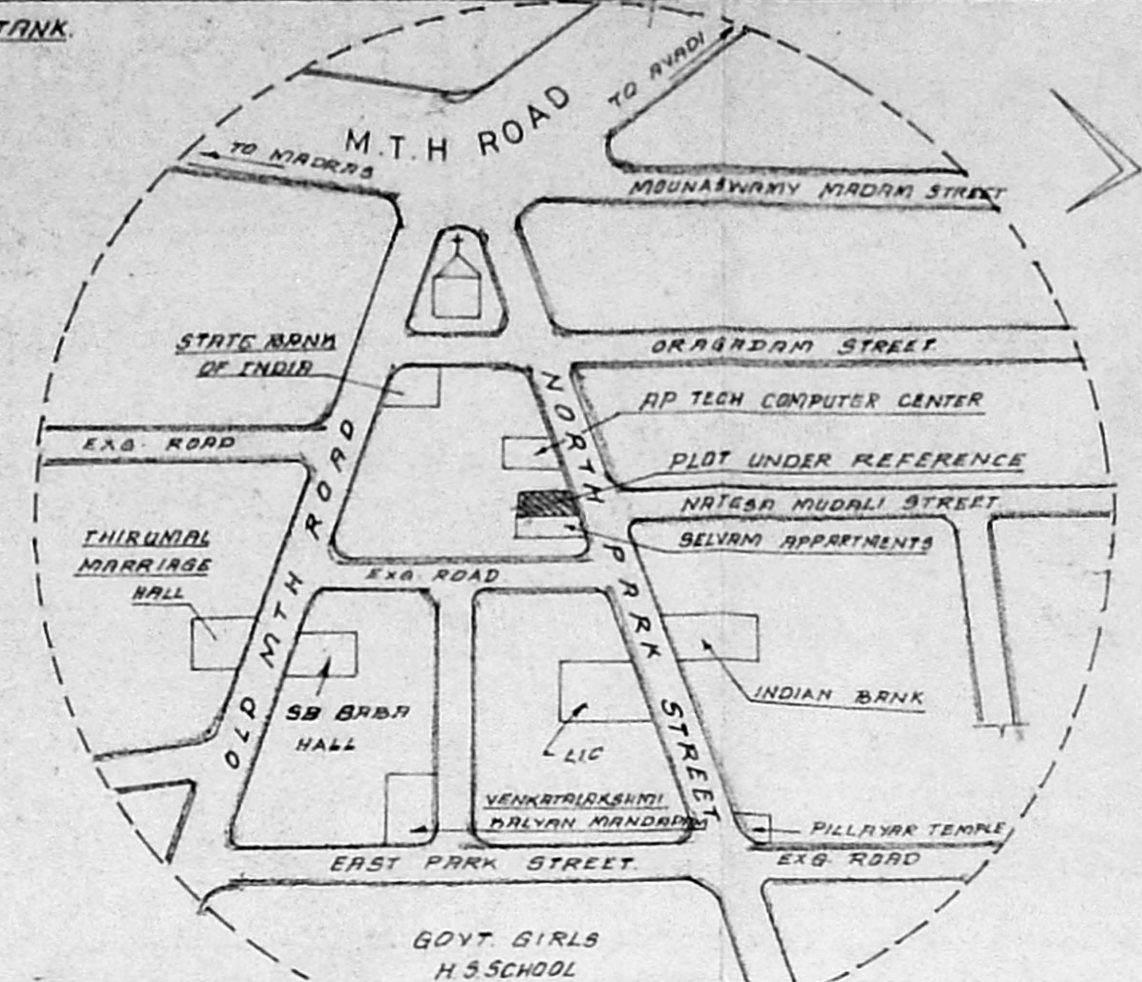 TANK.
TO AVADI
M.T.H ROAD
TO MADRAS
MOUNASWAMY MADAM STREET
STATE BANK
OF INDIA
ORAGADAM STREET.
AP TECH COMPUTER CENTER
EXG. ROAD
PLOT UNDER REFERENCE
NATESA MUDALI STREET
SELVAM APPARTMENTS
NORTH PARK STREET
THIRUMAL
MARRIAGE
HALL
EXG. ROAD
OLD MTH ROAD
INDIAN BANK
SB BABA
HALL
LIC
VENKATALAKSHMI
KALYAN MANDAPAM
PILLAYAR TEMPLE
EAST PARK STREET.
EXG. ROAD
GOVT. GIRLS
H.S.SCHOOL